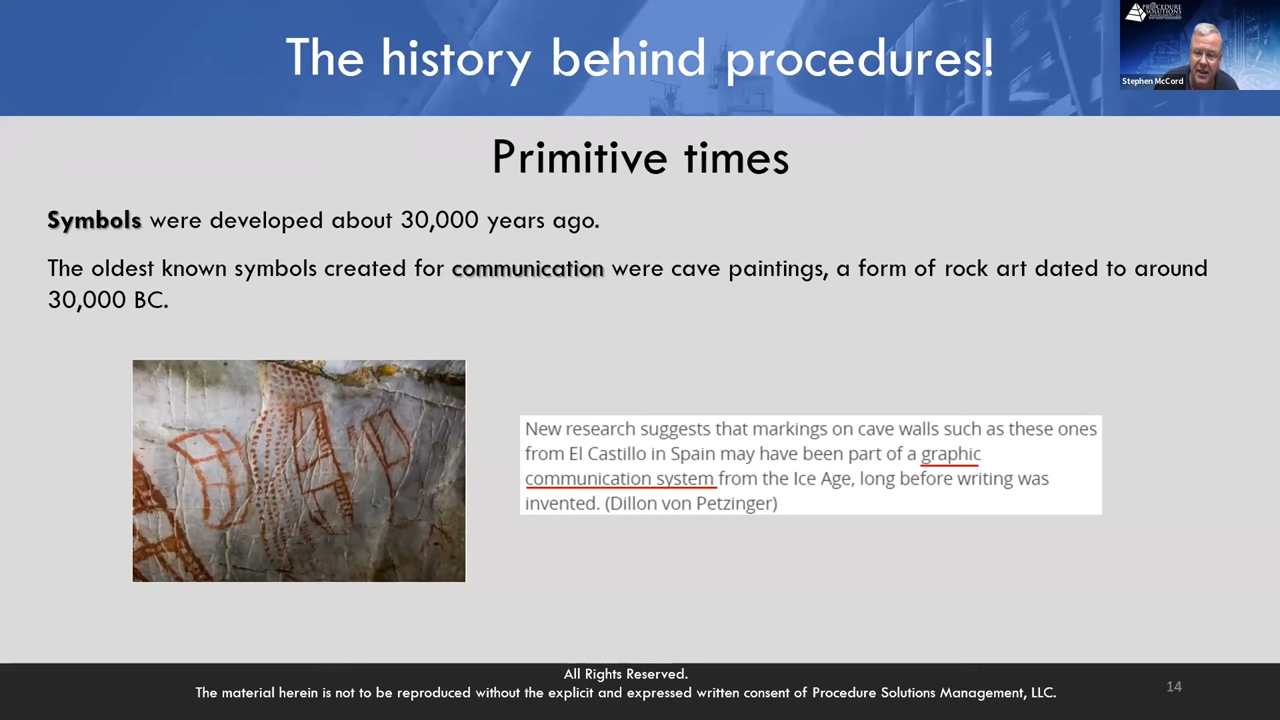 The history behind procedures!
PROCEDURE
SOLUTIONS
Stephen McCord
Primitive times
Symbols were developed about 30,000 years ago.
The oldest known symbols created for communication were cave paintings, a form of rock art dated to around
30,000 BC.
New research suggests that markings on cave walls such as these ones
from El Castillo in Spain may have been part of a graphic
communication system from the Ice Age, long before writing was
invented. (Dillon von Petzinger)
All Rights Reserved.
The material herein is not to be reproduced without the explicit and expressed written consent of Procedure Solutions Management, LLC.
14